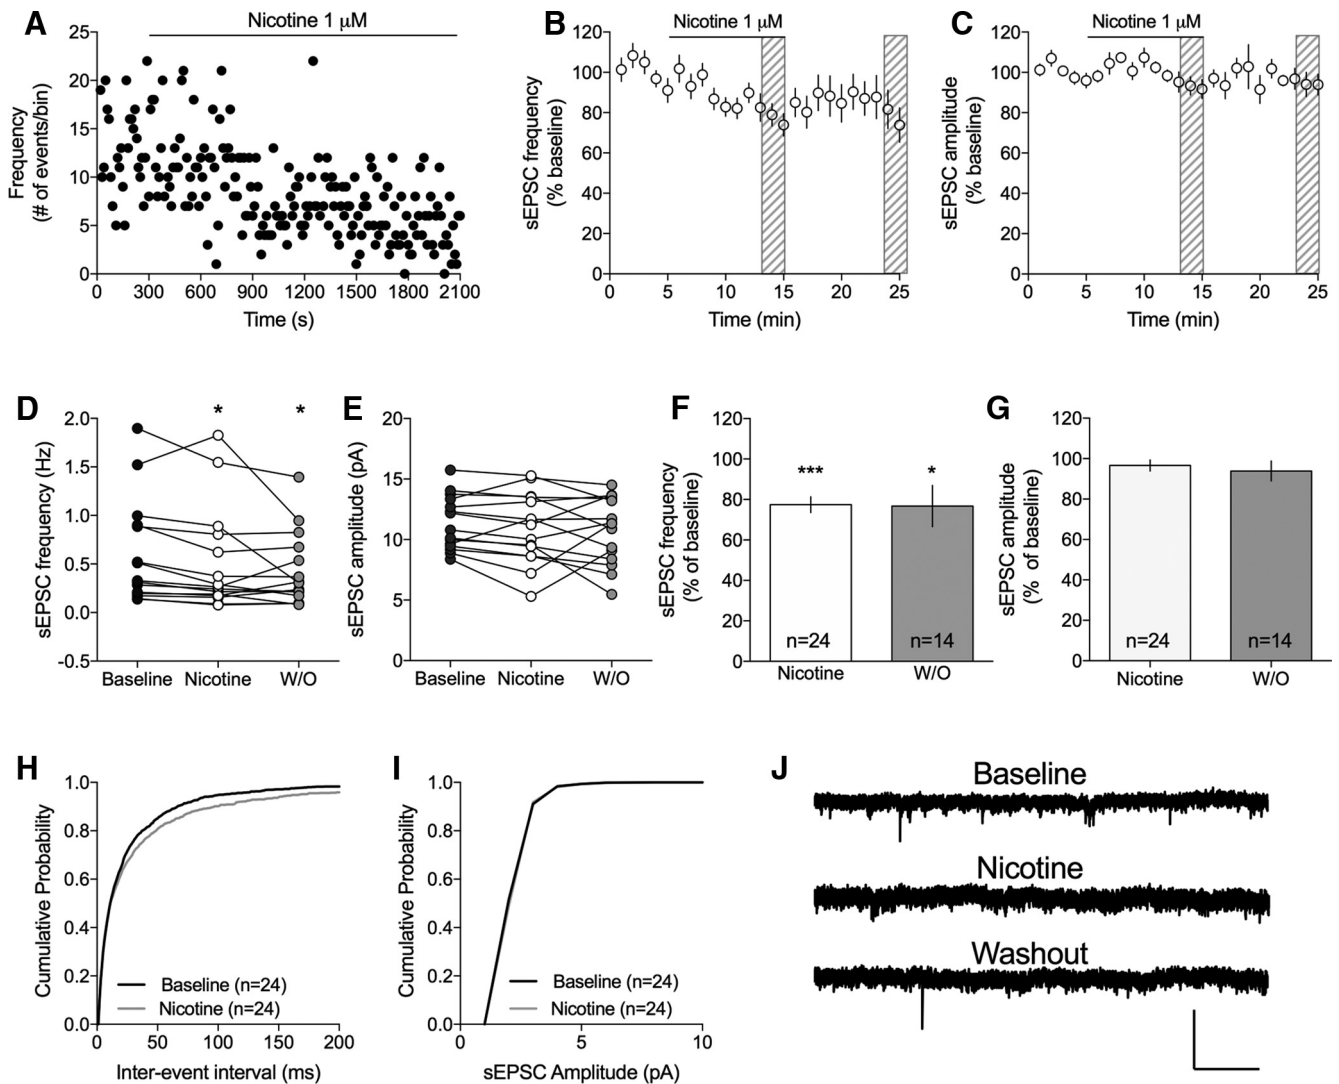 A
Nicotine 1 μM
25
20
15
10
5
0
Frequency
(# of events/bin)
0 300 600 900 1200 1500 1800 2100
Time (s)
B
Nicotine 1 μM
120
100
80
60
40
20
0
sEPSC frequency
(% baseline)
0 5 10 15 20 25
Time (min)
C
Nicotine 1 μM
120
100
80
60
40
20
0
sEPSC amplitude
(% baseline)
0 5 10 15 20 25
Time (min)
D
* *
2.0
1.5
1.0
0.5
0.0
-0.5
sEPSC frequency (Hz)
Baseline Nicotine W/O
E
20
15
10
5
0
sEPSC amplitude (pA)
Baseline Nicotine W/O
F
120
100
80
60
40
20
0
sEPSC frequency
(% of baseline)
*** *
n=24 n=14
Nicotine W/O
G
120
100
80
60
40
20
0
sEPSC amplitude
(% of baseline)
n=24 n=14
Nicotine W/O
H
1.0
0.8
0.6
0.4
0.2
0.0
Cumulative Probability
Baseline (n=24)
Nicotine (n=24)
0 50 100 150 200
Inter-event interval (ms)
I
1.0
0.8
0.6
0.4
0.2
0.0
Cumulative Probability
Baseline (n=24)
Nicotine (n=24)
0 5 10
sEPSC Amplitude (pA)
J
Baseline
Nicotine
Washout